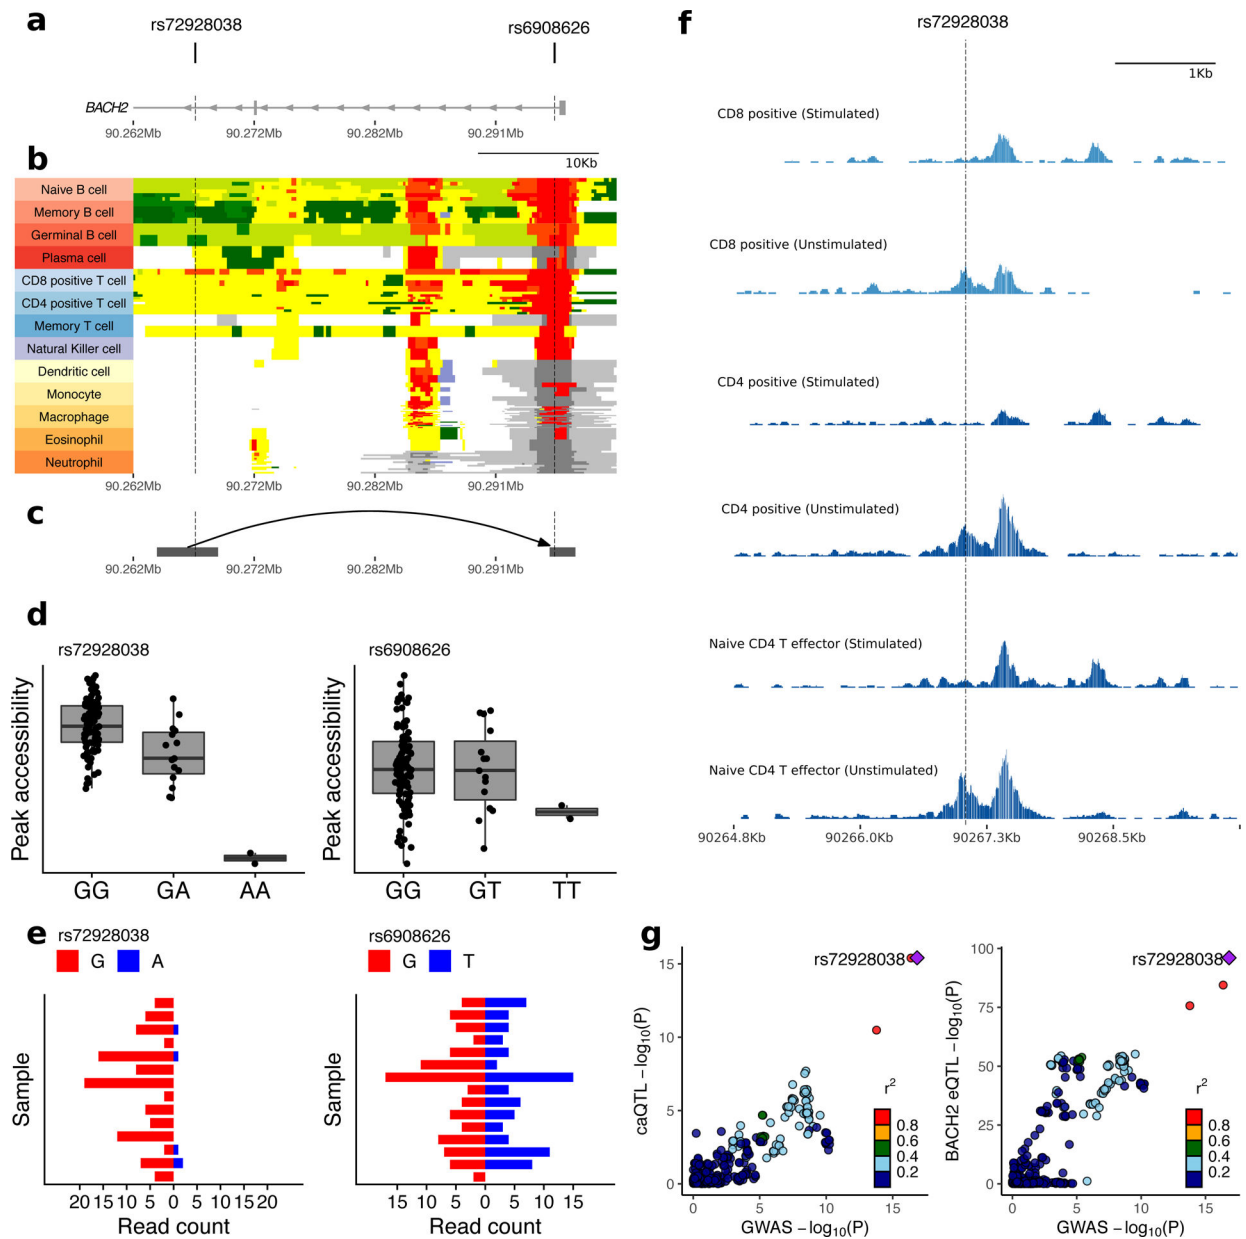 a
rs72928038
rs6908626
BACH2
90.262Mb 90.272Mb 90.282Mb 90.291Mb
b
10Kb
Naive B cell
Memory B cell
Germinal B cell
Plasma cell
CD8 positive T cell
CD4 positive T cell
Memory T cell
Natural Killer cell
Dendritic cell
Monocyte
Macrophage
Eosinophil
Neutrophil
90.262Mb 90.272Mb 90.282Mb 90.291Mb
c
90.262Mb 90.272Mb 90.282Mb 90.291Mb
d
rs72928038
Peak accessibility
GG GA AA
rs6908626
Peak accessibility
GG GT TT
e
rs72928038
G A
Sample
20 15 10 5 0 5 10 15 20
Read count
rs6908626
G T
Sample
15 10 5 0 5 10 15
Read count
f
rs72928038
1Kb
CD8 positive (Stimulated)
CD8 positive (Unstimulated)
CD4 positive (Stimulated)
CD4 positive (Unstimulated)
Naive CD4 T effector (Stimulated)
Naive CD4 T effector (Unstimulated)
90264.8Kb 90266.0Kb 90267.3Kb 90268.5Kb
g
rs72928038
caQTL −log10(P)
15
10
5
0
r2
0.8
0.6
0.4
0.2
0 5 10 15
GWAS −log10(P)
rs72928038
BACH2 eQTL −log10(P)
100
75
50
25
0
r2
0.8
0.6
0.4
0.2
0 5 10 15
GWAS −log10(P)